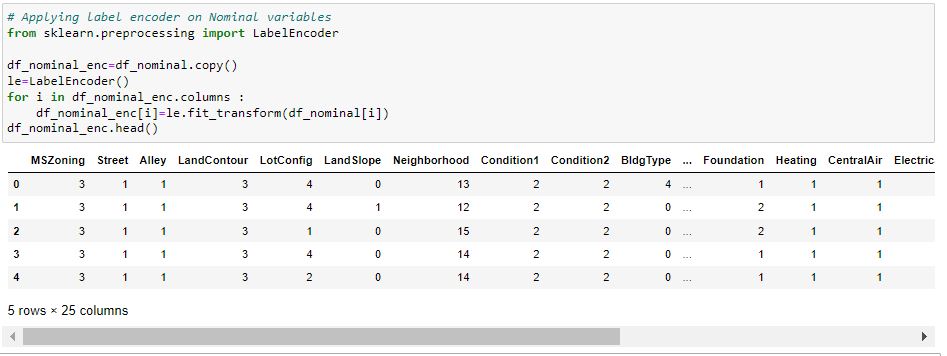 # Applying label encoder on Nominal variables
from sklearn.preprocessing import LabelEncoder
df_nominal_enc=df_nominal.copy()
le=LabelEncoder()
for i in df_nominal_enc.columns :
    df_nominal_enc[i]=le.fit_transform(df_nominal[i])
df_nominal_enc.head()
MSZoning Street Alley LandContour LotConfig LandSlope Neighborhood Condition1 Condition2 BldgType ... Foundation Heating CentralAir Electric
0 3 1 1 3 4 0 13 2 2 4 ... 1 1 1
1 3 1 1 3 4 1 12 2 2 0 ... 2 1 1
2 3 1 1 3 1 0 15 2 2 0 ... 2 1 1
3 3 1 1 3 4 0 14 2 2 0 ... 1 1 1
4 3 1 1 3 2 0 14 2 2 0 ... 1 1 1
5 rows × 25 columns